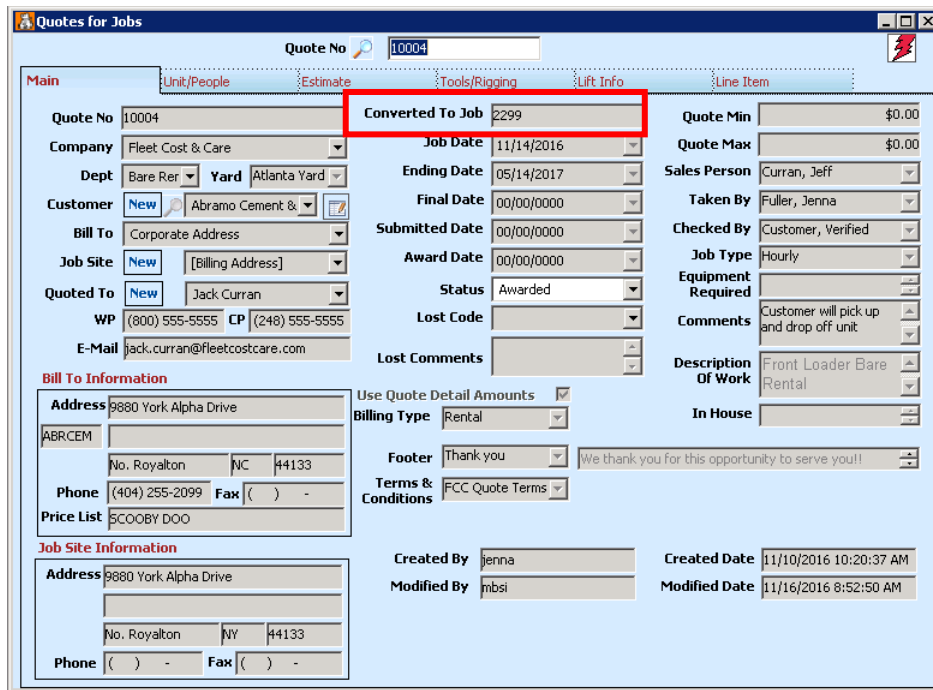 Quotes for Jobs
Quote No 10004
Main Unit/People Estimate Tools/Rigging Lift Info Line Item
Quote No 10004 Converted To Job 2299 Quote Min $0.00
Company Fleet Cost & Care Job Date 11/14/2016 Quote Max $0.00
Dept Bare Rer Yard Atlanta Yard Ending Date 05/14/2017 Sales Person Curran, Jeff
Customer New Abramo Cement & Final Date 00/00/0000 Taken By Fuller, Jenna
Bill To Corporate Address Submitted Date 00/00/0000 Checked By Customer, Verified
Job Site New [Billing Address] Award Date 00/00/0000 Job Type Hourly
Quoted To New Jack Curran Status Awarded Equipment Required
WP (800) 555-5555 CP (248) 555-5555 Lost Code Comments Customer will pick up and drop off unit
E-Mail jack.curran@fleetcostcare.com Lost Comments Description Of Work Front Loader Bare Rental
Bill To Information
Address 9880 York Alpha Drive Use Quote Detail Amounts
ABRCEM Billing Type Rental In House
No. Royalton NC 44133 Footer Thank you We thank you for this opportunity to serve you!!
Phone (404) 255-2099 Fax ( ) - Terms & Conditions FCC Quote Terms
Price List SCOOBY DOO
Job Site Information
Address 9880 York Alpha Drive Created By jenna Created Date 11/10/2016 10:20:37 AM
Modified By mbsi Modified Date 11/16/2016 8:52:50 AM
No. Royalton NY 44133
Phone ( ) - Fax ( ) -